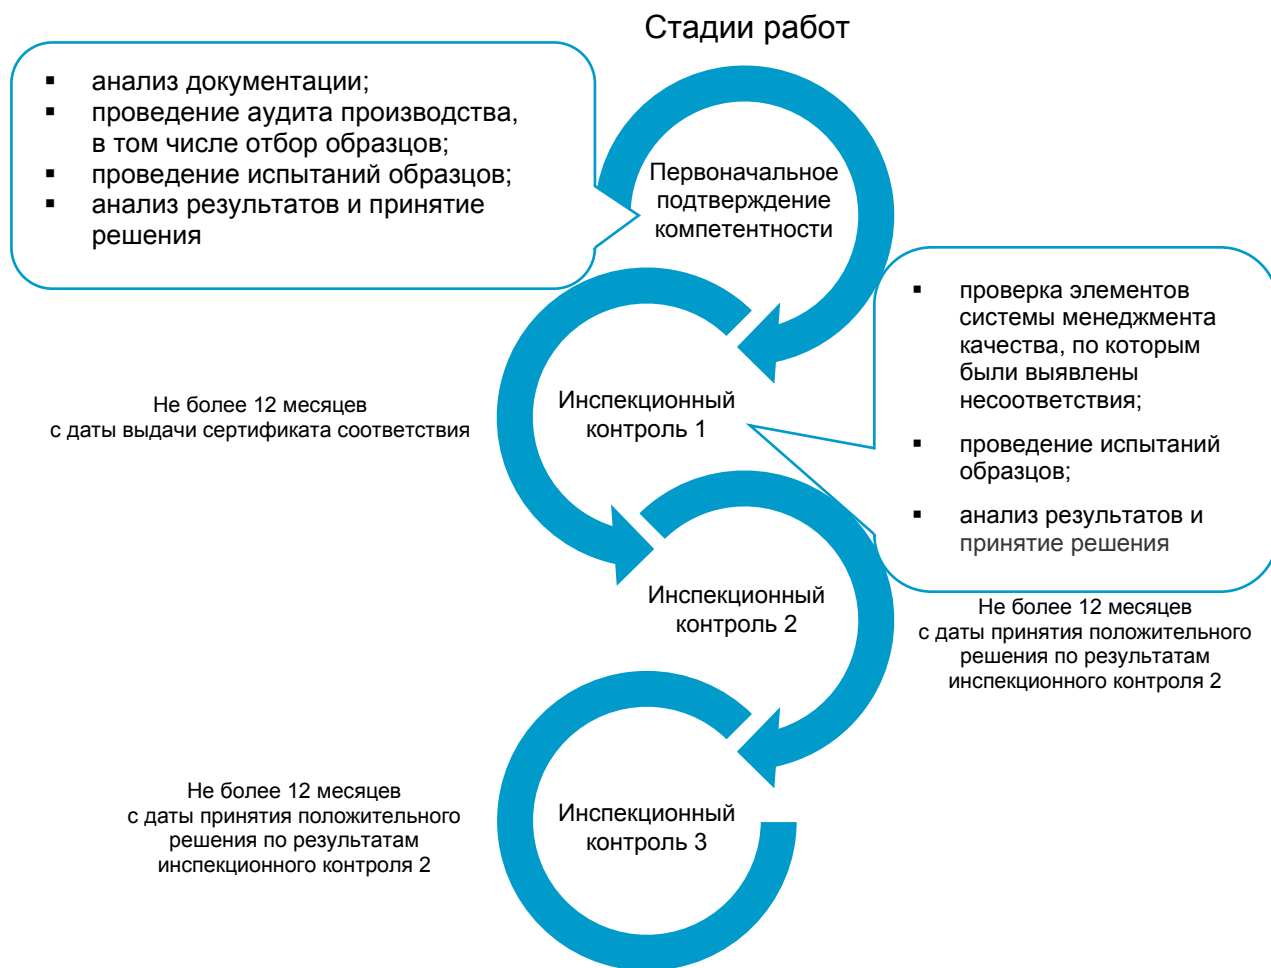 Стадии работ
▪ анализ документации;
▪ проведение аудита производства,
в том числе отбор образцов;
▪ проведение испытаний образцов;
▪ анализ результатов и принятие
решения
Первоначальное
подтверждение
компетентности
▪ проверка элементов
системы менеджмента
качества, по которым
были выявлены
несоответствия;
▪ проведение испытаний
образцов;
▪ анализ результатов и
принятие решения
Не более 12 месяцев
с даты выдачи сертификата соответствия
Инспекционный
контроль 1
Инспекционный
контроль 2
Не более 12 месяцев
с даты принятия положительного
решения по результатам
инспекционного контроля 2
Не более 12 месяцев
с даты принятия положительного
решения по результатам
инспекционного контроля 2
Инспекционный
контроль 3